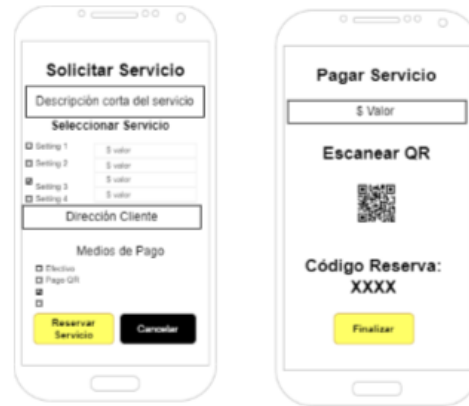 Solicitar Servicio
Descripción corta del servicio
Seleccionar Servicio
Setting 1 $ valor
Setting 2 $ valor
Setting 3 $ valor
Setting 4 $ valor
Dirección Cliente
Medios de Pago
Efectivo
Pago QR
Reservar
Servicio
Cancelar
Pagar Servicio
$ Valor
Escanear QR
Código Reserva:
XXXX
Finalizar